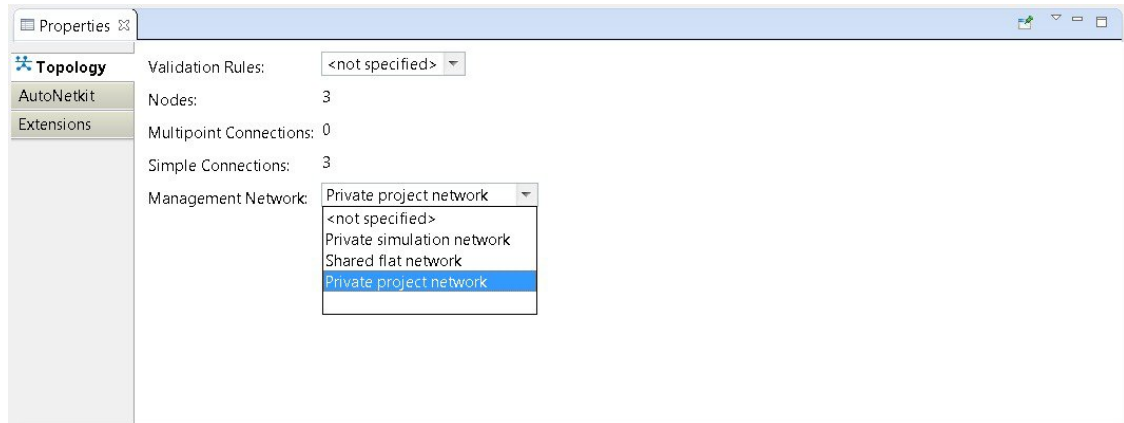 Properties
Topology
AutoNetkit
Extensions
Validation Rules: <not specified>
Nodes: 3
Multipoint Connections: 0
Simple Connections: 3
Management Network: Private project network
<not specified>
Private simulation network
Shared flat network
Private project network